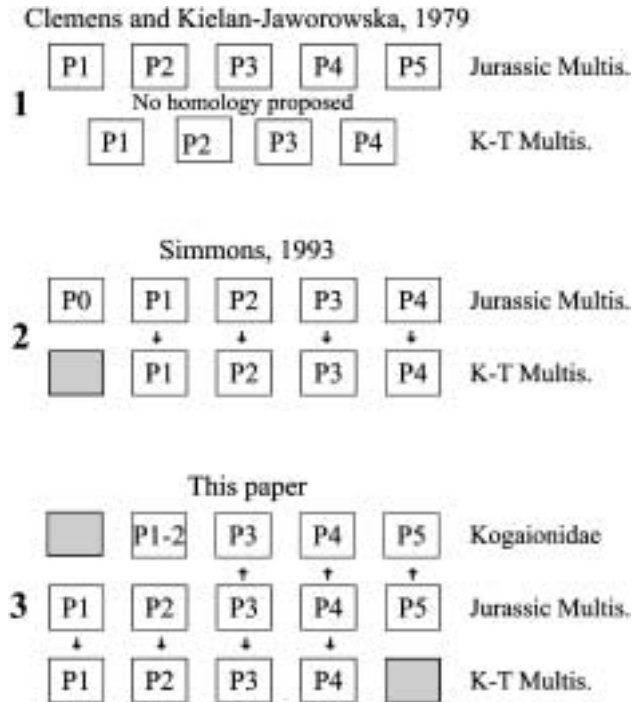 Clemens and Kielan-Jaworowska, 1979
P1 P2 P3 P4 P5 Jurassic Multis.
1
No homology proposed
P1 P2 P3 P4 K-T Multis.
Simmons, 1993
P0 P1 P2 P3 P4 Jurassic Multis.
2
P1 P2 P3 P4 K-T Multis.
This paper
P1-2 P3 P4 P5 Kogaionidae
3 P1 P2 P3 P4 P5 Jurassic Multis.
P1 P2 P3 P4 K-T Multis.